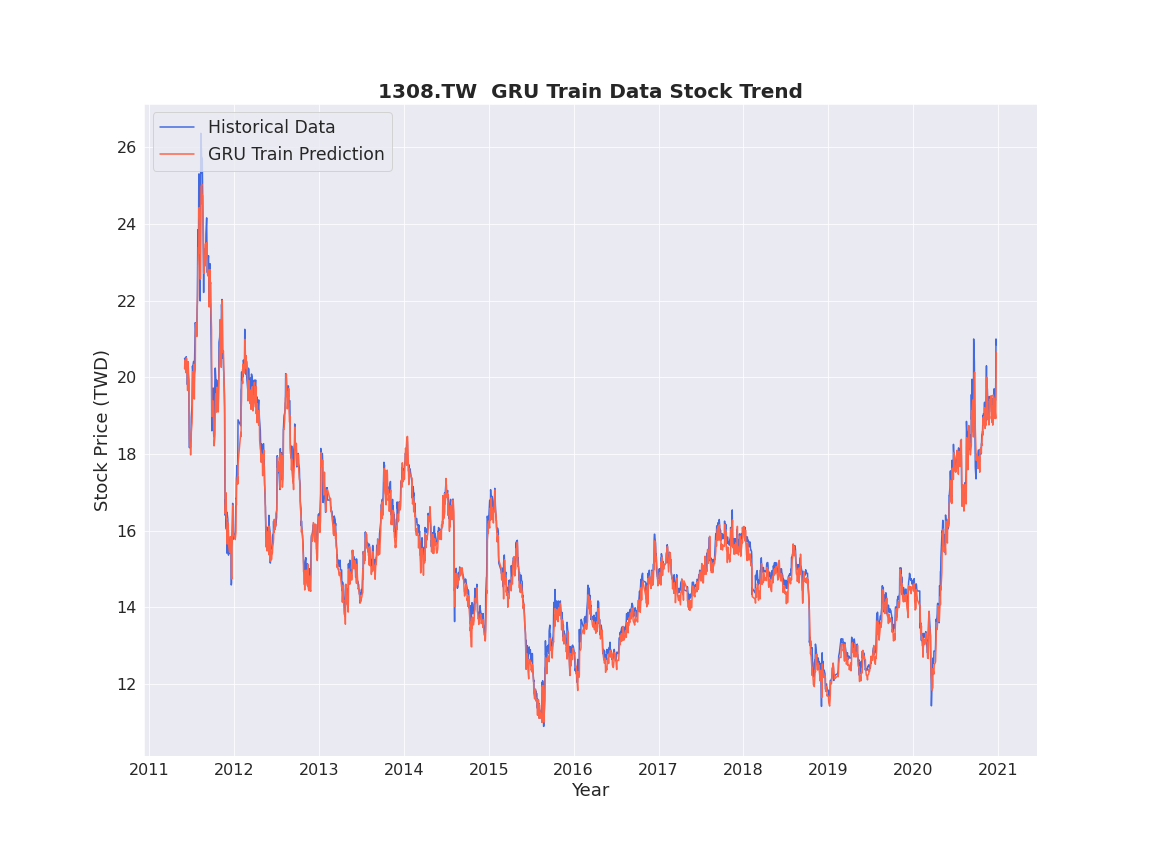 1308.TW  GRU Train Data Stock Trend
Historical Data
GRU Train Prediction
Stock Price (TWD)
26
24
22
20
18
16
14
12
2011 2012 2013 2014 2015 2016 2017 2018 2019 2020 2021
Year